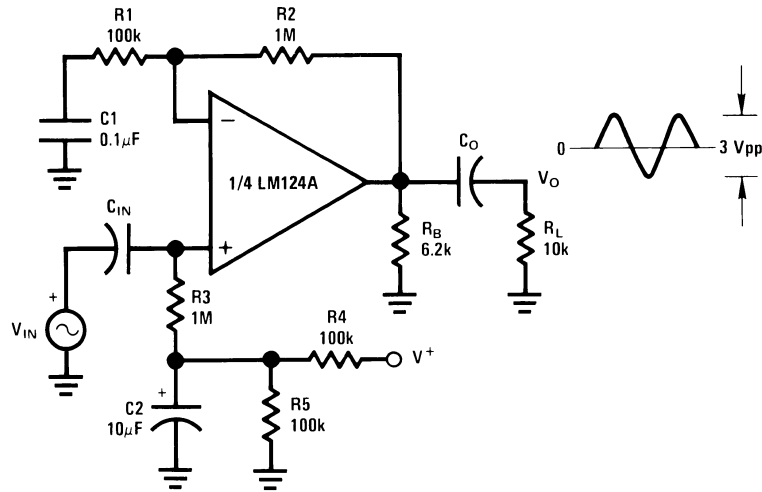 R1
100k
R2
1M
C1
0.1μF
−
1/4 LM124A
+
CIN
+
VIN
R3
1M
CO
VO
RB
6.2k
RL
10k
0
3 Vpp
R4
100k
V+
+
C2
10μF
R5
100k